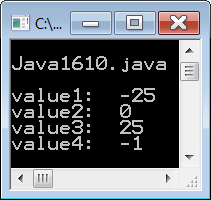 C:\...
Java1610.java
value1: -25
value2: 0
value3: 25
value4: -1